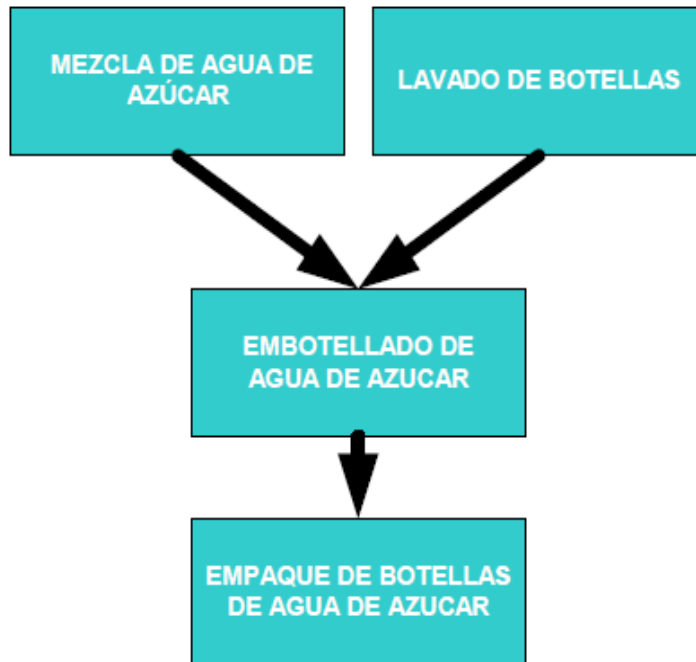 MEZCLA DE AGUA DE
AZÚCAR
LAVADO DE BOTELLAS
EMBOTELLADO DE
AGUA DE AZUCAR
EMPAQUE DE BOTELLAS
DE AGUA DE AZUCAR